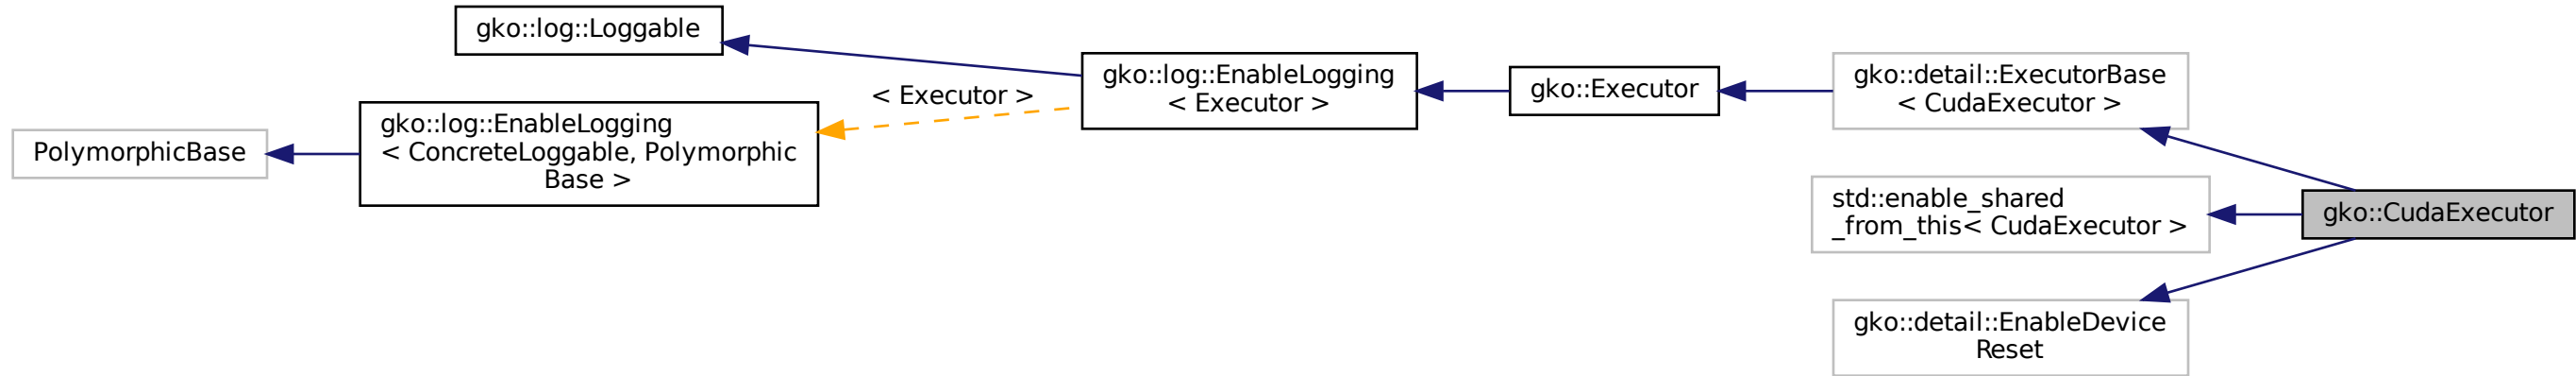 gko::log::Loggable
PolymorphicBase
gko::log::EnableLogging
< ConcreteLoggable, Polymorphic
Base >
< Executor >
gko::log::EnableLogging
< Executor >
gko::Executor
gko::detail::ExecutorBase
< CudaExecutor >
std::enable_shared
_from_this< CudaExecutor >
gko::detail::EnableDevice
Reset
gko::CudaExecutor